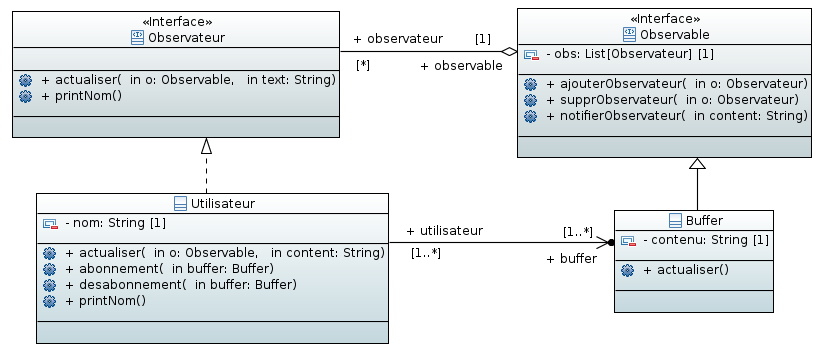 «Interface»
Observateur
+ actualiser( in o: Observable, in text: String)
+ printNom()
+ observateur [1]
[*] + observable
«Interface»
Observable
- obs: List[Observateur] [1]
+ ajouterObservateur( in o: Observateur)
+ supprObservateur( in o: Observateur)
+ notifierObservateur( in content: String)
Utilisateur
- nom: String [1]
+ actualiser( in o: Observable, in content: String)
+ abonnement( in buffer: Buffer)
+ desabonnement( in buffer: Buffer)
+ printNom()
+ utilisateur [1..*]
[1..*] + buffer
Buffer
- contenu: String [1]
+ actualiser()